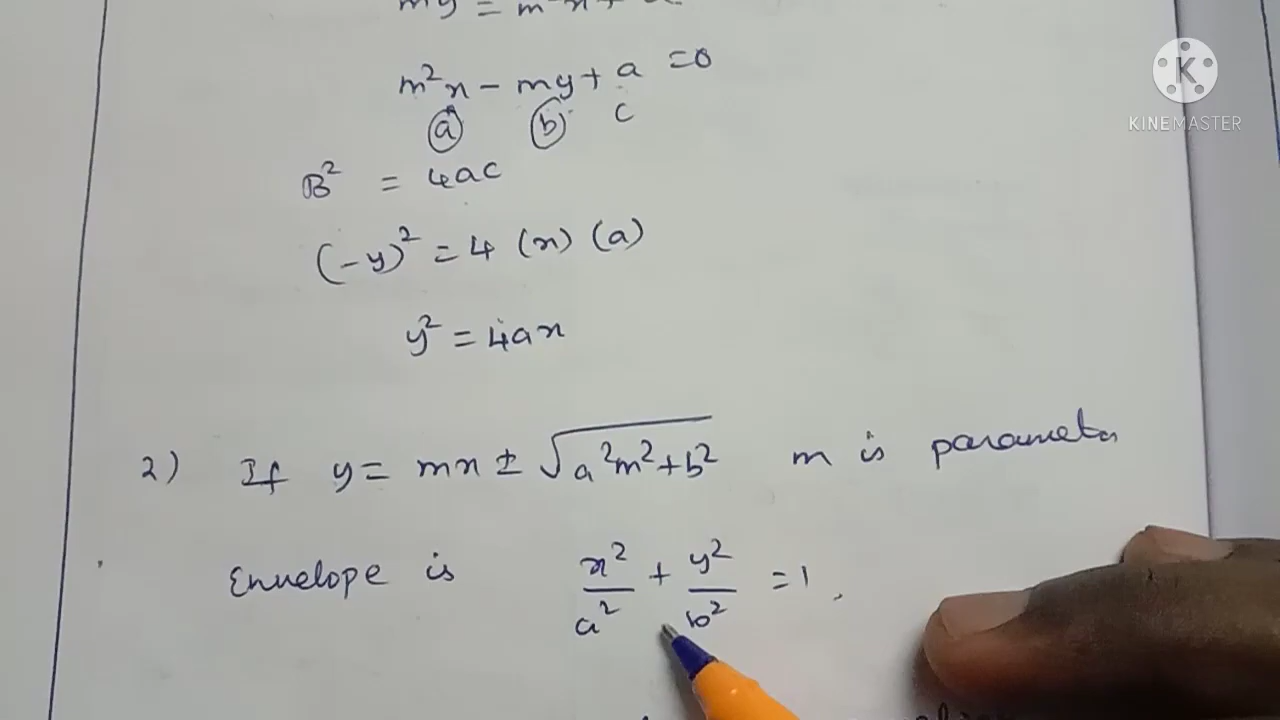 m²x - my + a = 0
KINEMASTER
a b c
B² = 4ac
(-y)² = 4 (x) (a)
y² = 4ax
2) If y = mx ± √a²m²+b² m is parameter
Envelope is x²/a² + y²/b² = 1.